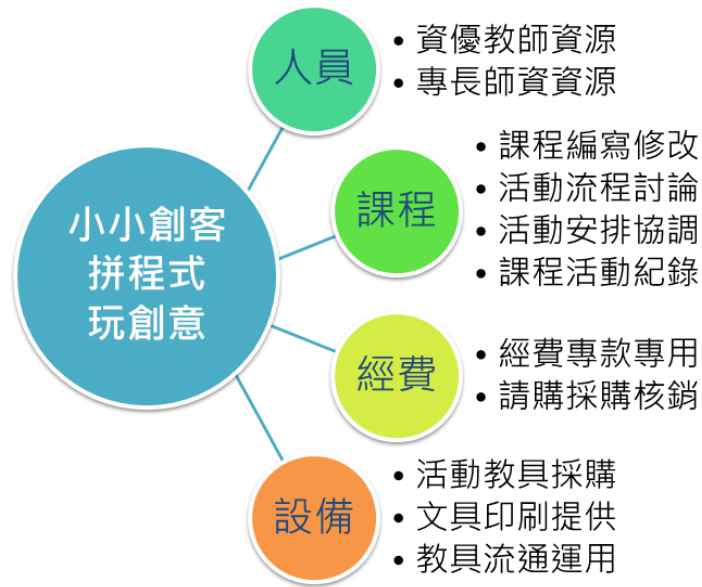 小小創客
拼程式
玩創意
人員
• 資優教師資源
• 專長師資資源
課程
• 課程編寫修改
• 活動流程討論
• 活動安排協調
• 課程活動紀錄
經費
• 經費專款專用
• 請購採購核銷
設備
• 活動教具採購
• 文具印刷提供
• 教具流通運用